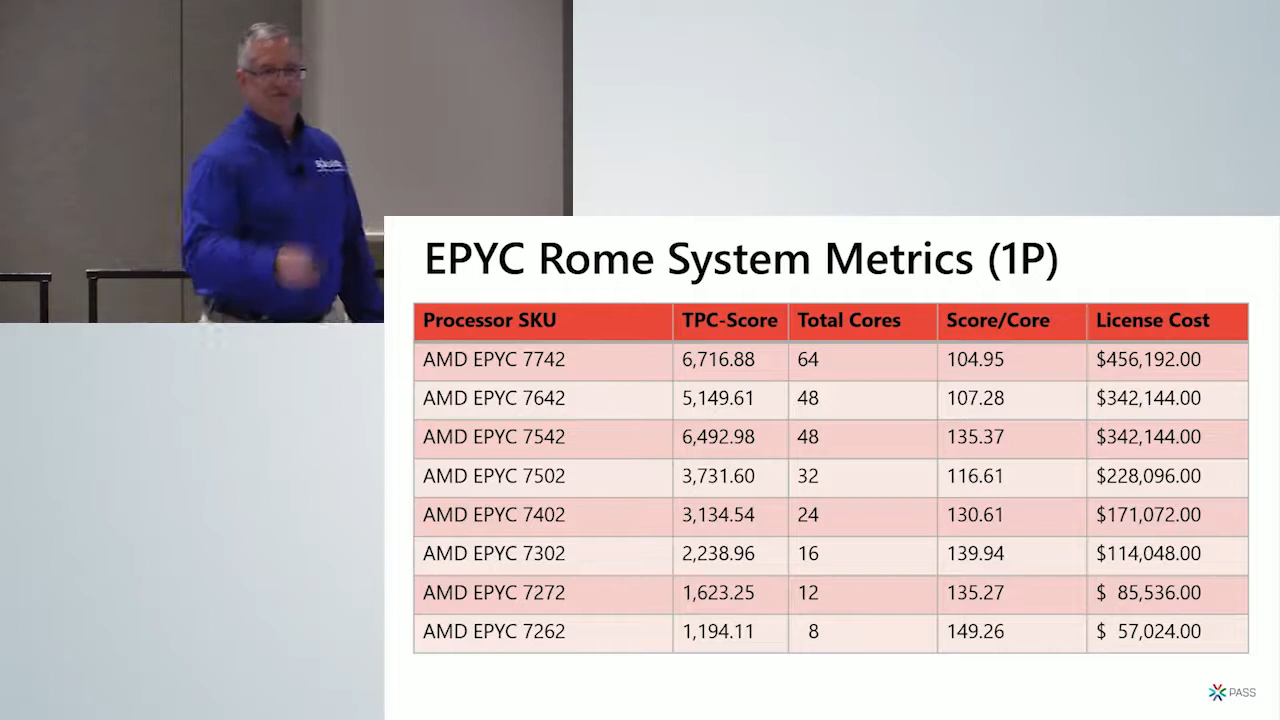 EPYC Rome System Metrics (1P)
Processor SKU TPC-Score Total Cores Score/Core License Cost
AMD EPYC 7742 6,716.88 64 104.95 $456,192.00
AMD EPYC 7642 5,149.61 48 107.28 $342,144.00
AMD EPYC 7542 6,492.98 48 135.37 $342,144.00
AMD EPYC 7502 3,731.60 32 116.61 $228,096.00
AMD EPYC 7402 3,134.54 24 130.61 $171,072.00
AMD EPYC 7302 2,238.96 16 139.94 $114,048.00
AMD EPYC 7272 1,623.25 12 135.27 $ 85,536.00
AMD EPYC 7262 1,194.11 8 149.26 $ 57,024.00
PASS